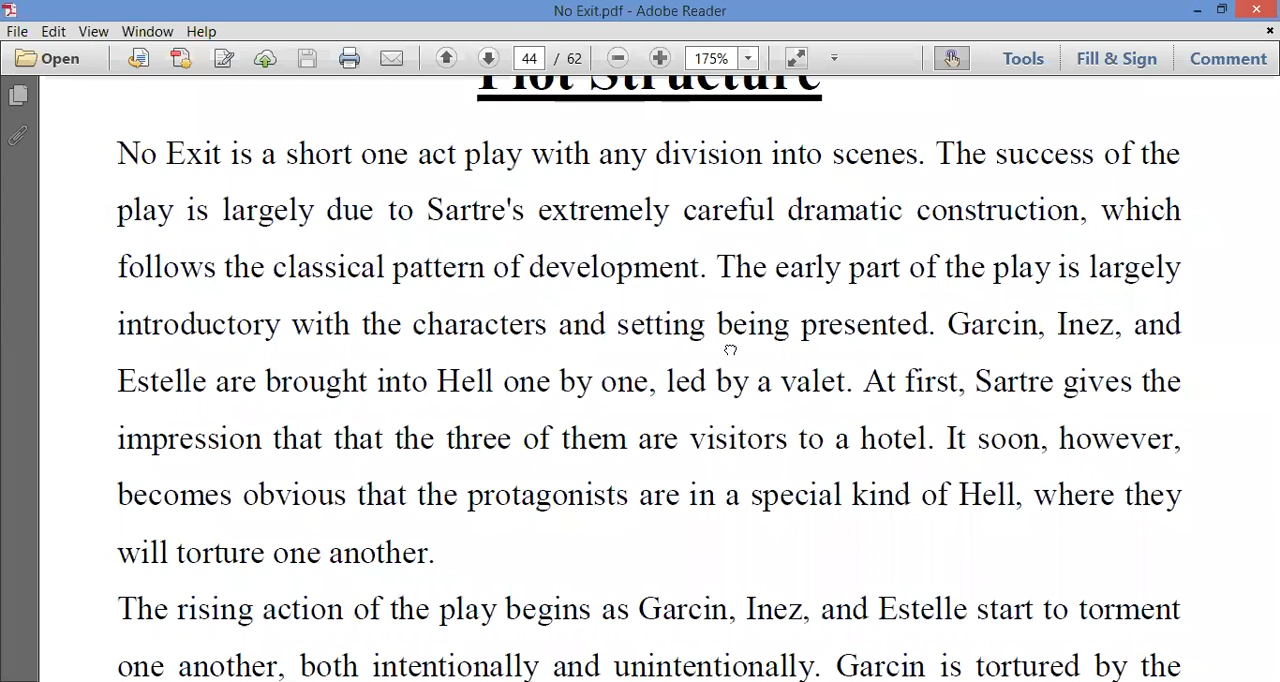 No Exit.pdf - Adobe Reader
File Edit View Window Help
Open 44 / 62 175% Tools Fill & Sign Comment
Plot Structure
No Exit is a short one act play with any division into scenes. The success of the
play is largely due to Sartre's extremely careful dramatic construction, which
follows the classical pattern of development. The early part of the play is largely
introductory with the characters and setting being presented. Garcin, Inez, and
Estelle are brought into Hell one by one, led by a valet. At first, Sartre gives the
impression that that the three of them are visitors to a hotel. It soon, however,
becomes obvious that the protagonists are in a special kind of Hell, where they
will torture one another.
The rising action of the play begins as Garcin, Inez, and Estelle start to torment
one another, both intentionally and unintentionally. Garcin is tortured by the